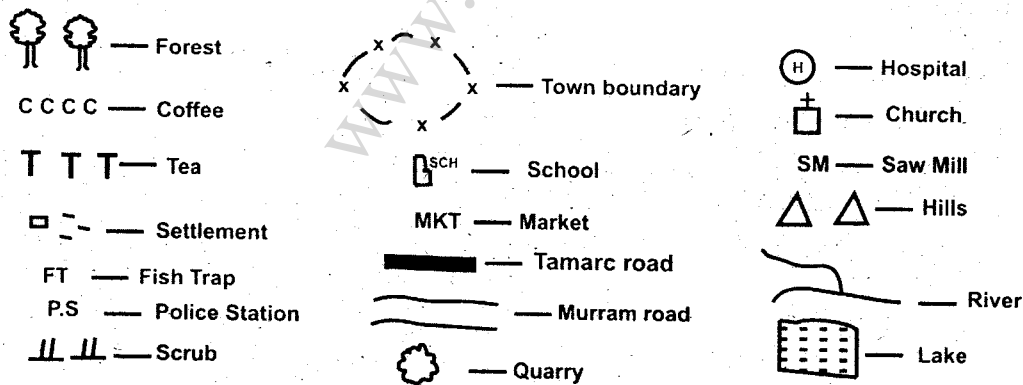 Forest
C C C C Coffee
T T T Tea
Settlement
FT Fish Trap
P.S Police Station
Scrub
www.
x x x x x Town boundary
SCH School
MKT Market
Tamarc road
Murram road
Quarry
H Hospital
Church
SM Saw Mill
Hills
River
Lake